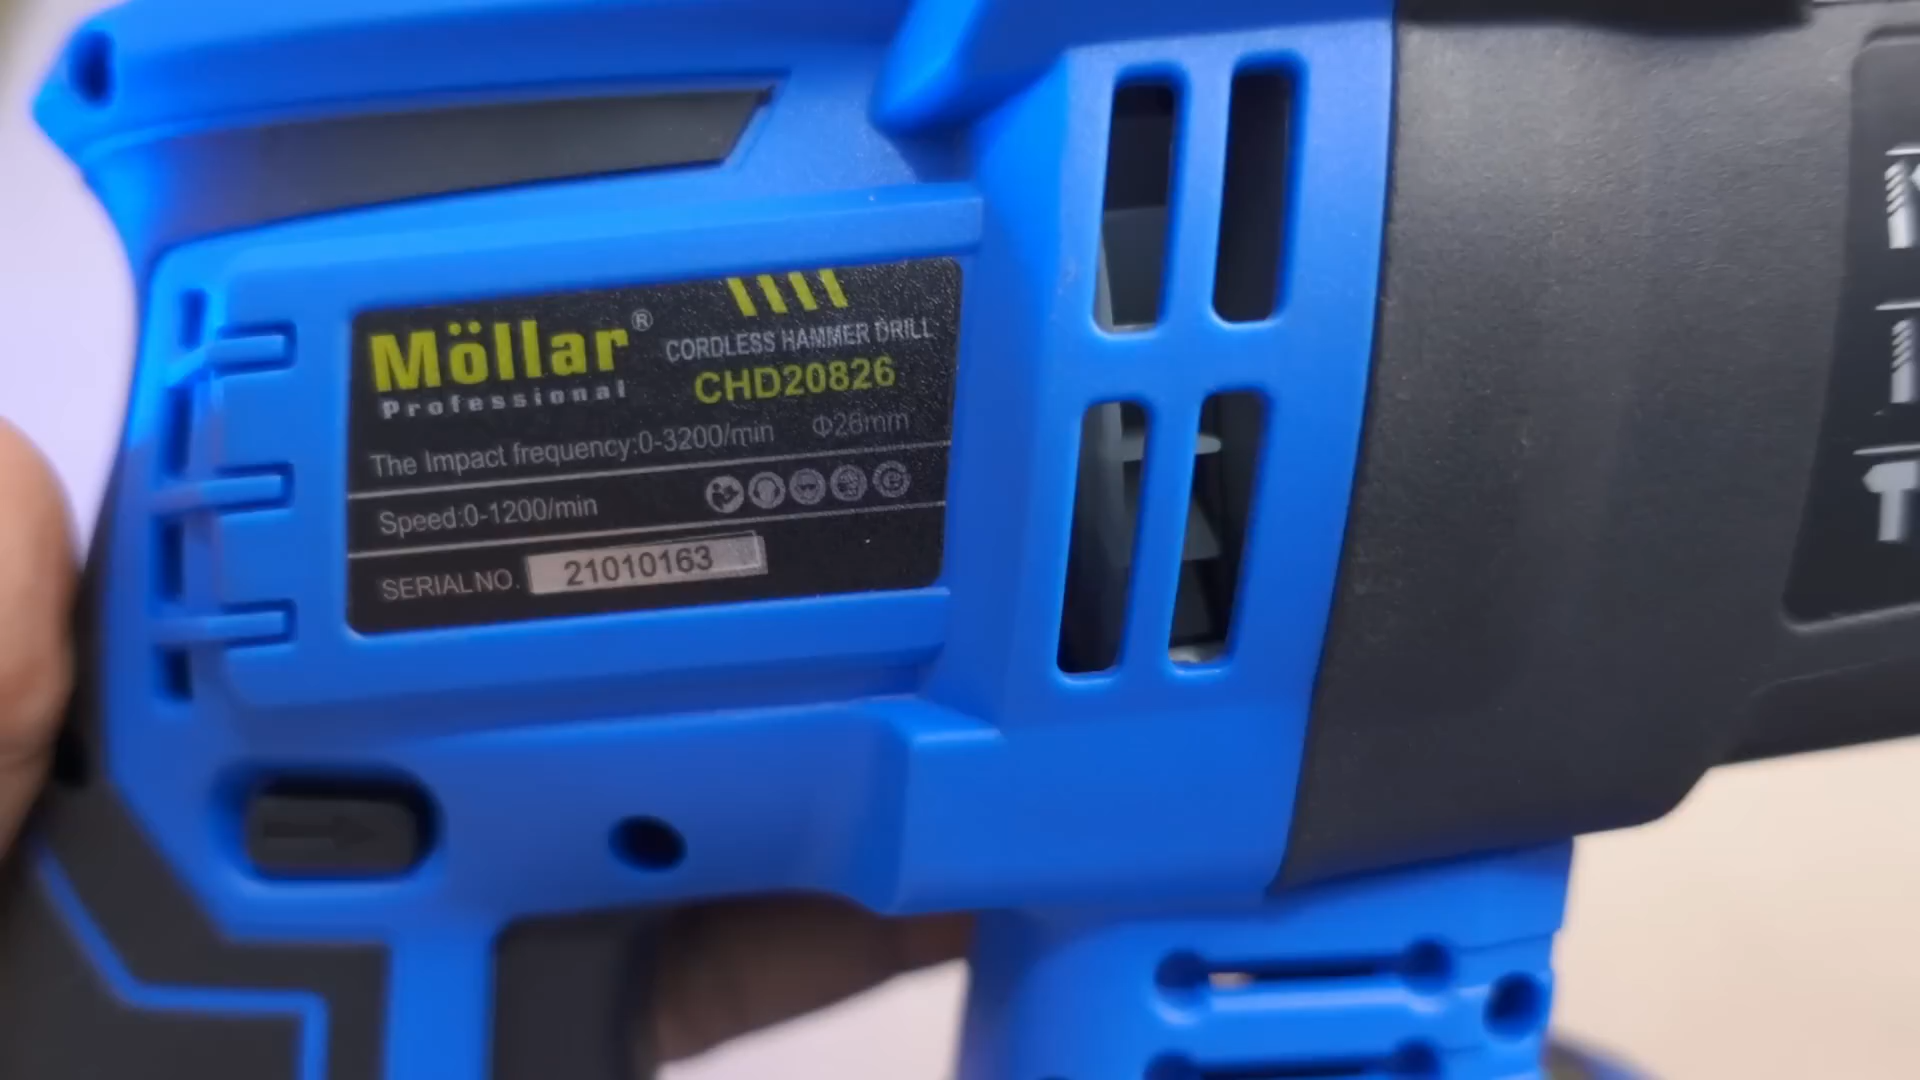 Möllar®
Professional
CORDLESS HAMMER DRILL
CHD20826
The Impact frequency:0-3200/min Φ26mm
Speed:0-1200/min
SERIAL NO. 21010163